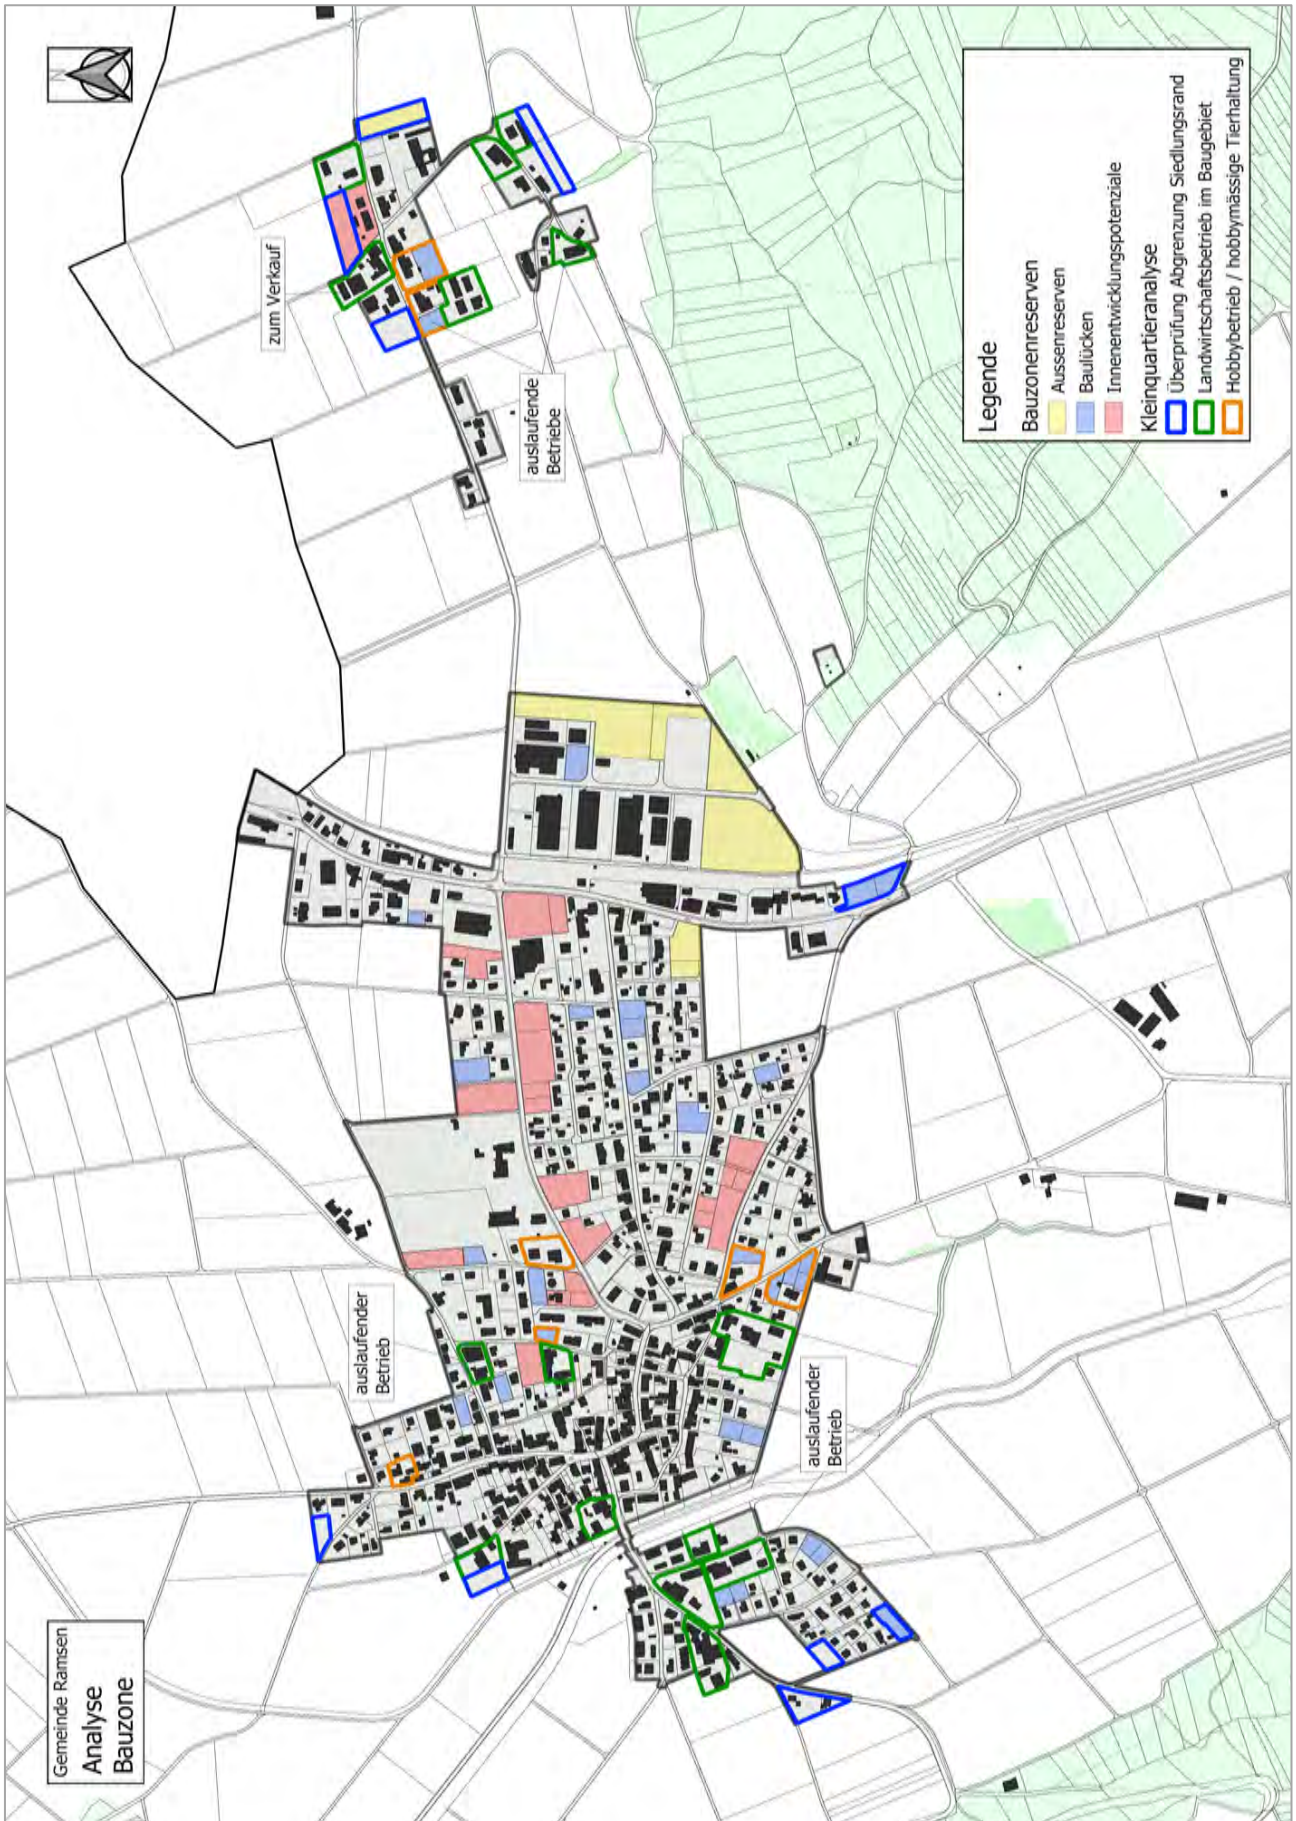 Gemeinde Ramsen
Analyse
Bauzone
N
zum Verkauf
auslaufende
Betriebe
auslaufender
Betrieb
auslaufender
Betrieb
Legende
Bauzonenreserven
Aussenreserven
Baulücken
Innenentwicklungspotenziale
Kleinquartieranalyse
Überprüfung Abgrenzung Siedlungsrand
Landwirtschaftsbetrieb im Baugebiet
Hobbybetrieb / hobbymässige Tierhaltung